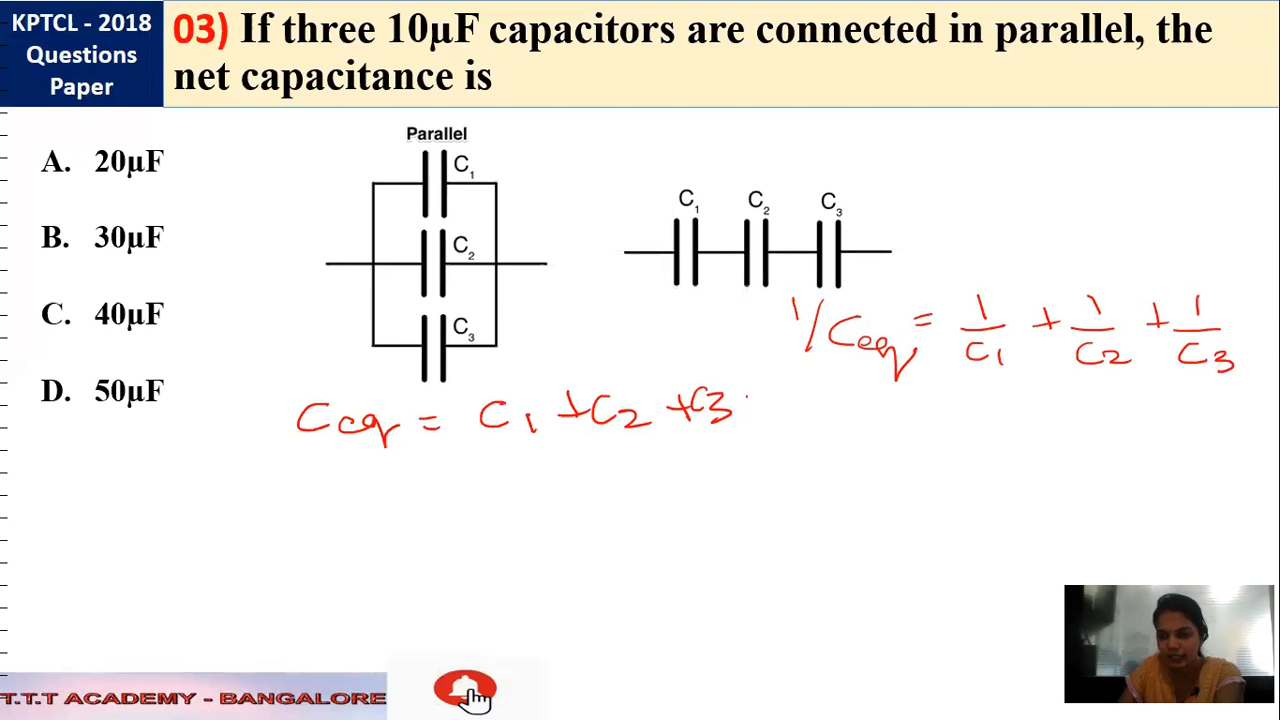 KPTCL - 2018
Questions
Paper
03) If three 10µF capacitors are connected in parallel, the
net capacitance is
A. 20µF
B. 30µF
C. 40µF
D. 50µF
Parallel
C₁
C₂
C₃
C₁ C₂ C₃
1/Ceq = 1/C1 + 1/C2 + 1/C3
Ceq = C1 + C2 + C3
T.T.T ACADEMY - BANGALORE